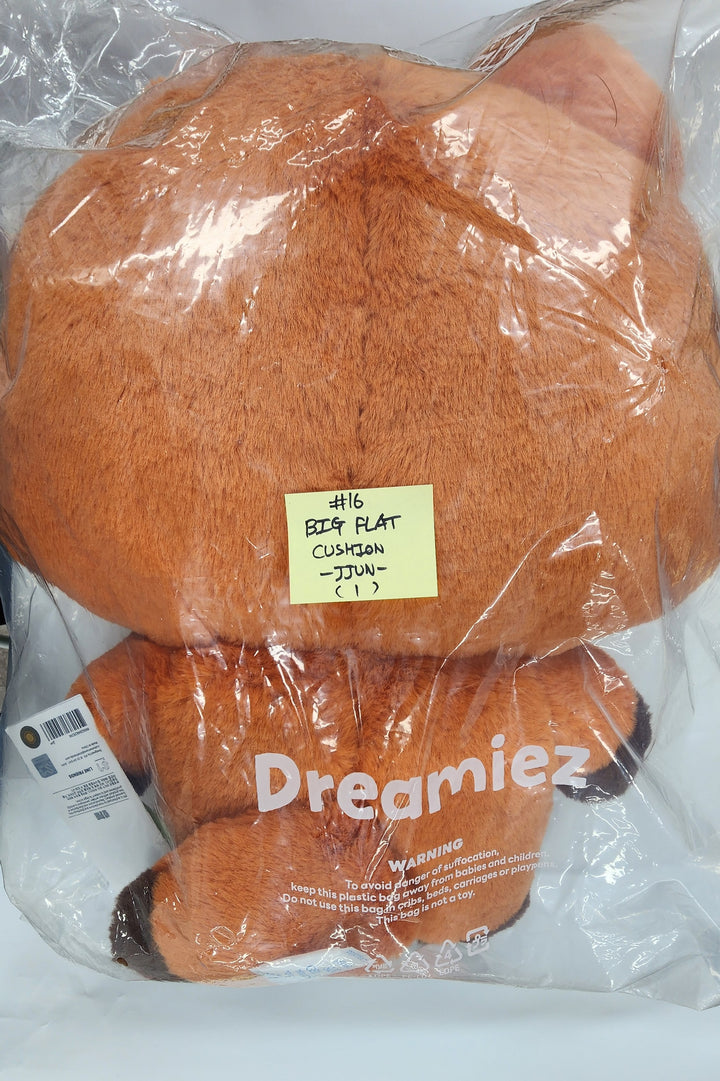 #16
BIG FLAT
CUSHION
-JJUN-
(1)
LINE FRIENDS
Dreamiez
WARNING
To avoid danger of suffocation,
keep this plastic bag away from babies and children.
Do not use this bag in cribs, beds, carriages or playpens.
This bag is not a toy.